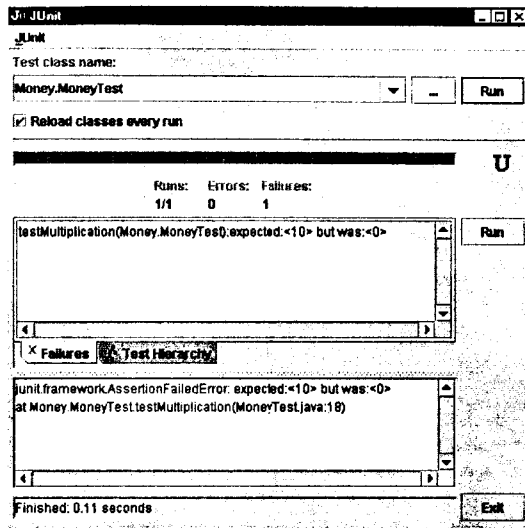 JUnit
JUnit
Test class name:
Money.MoneyTest
...
Run
Reload classes every run
U
Runs: Errors: Failures:
1/1 0 1
testMultiplication(Money.MoneyTest):expected:<10> but was:<0>
Run
Failures Test Hierarchy
junit.framework.AssertionFailedError: expected:<10> but was:<0>
at Money.MoneyTest.testMultiplication(MoneyTest.java:18)
Finished: 0.11 seconds
Exit